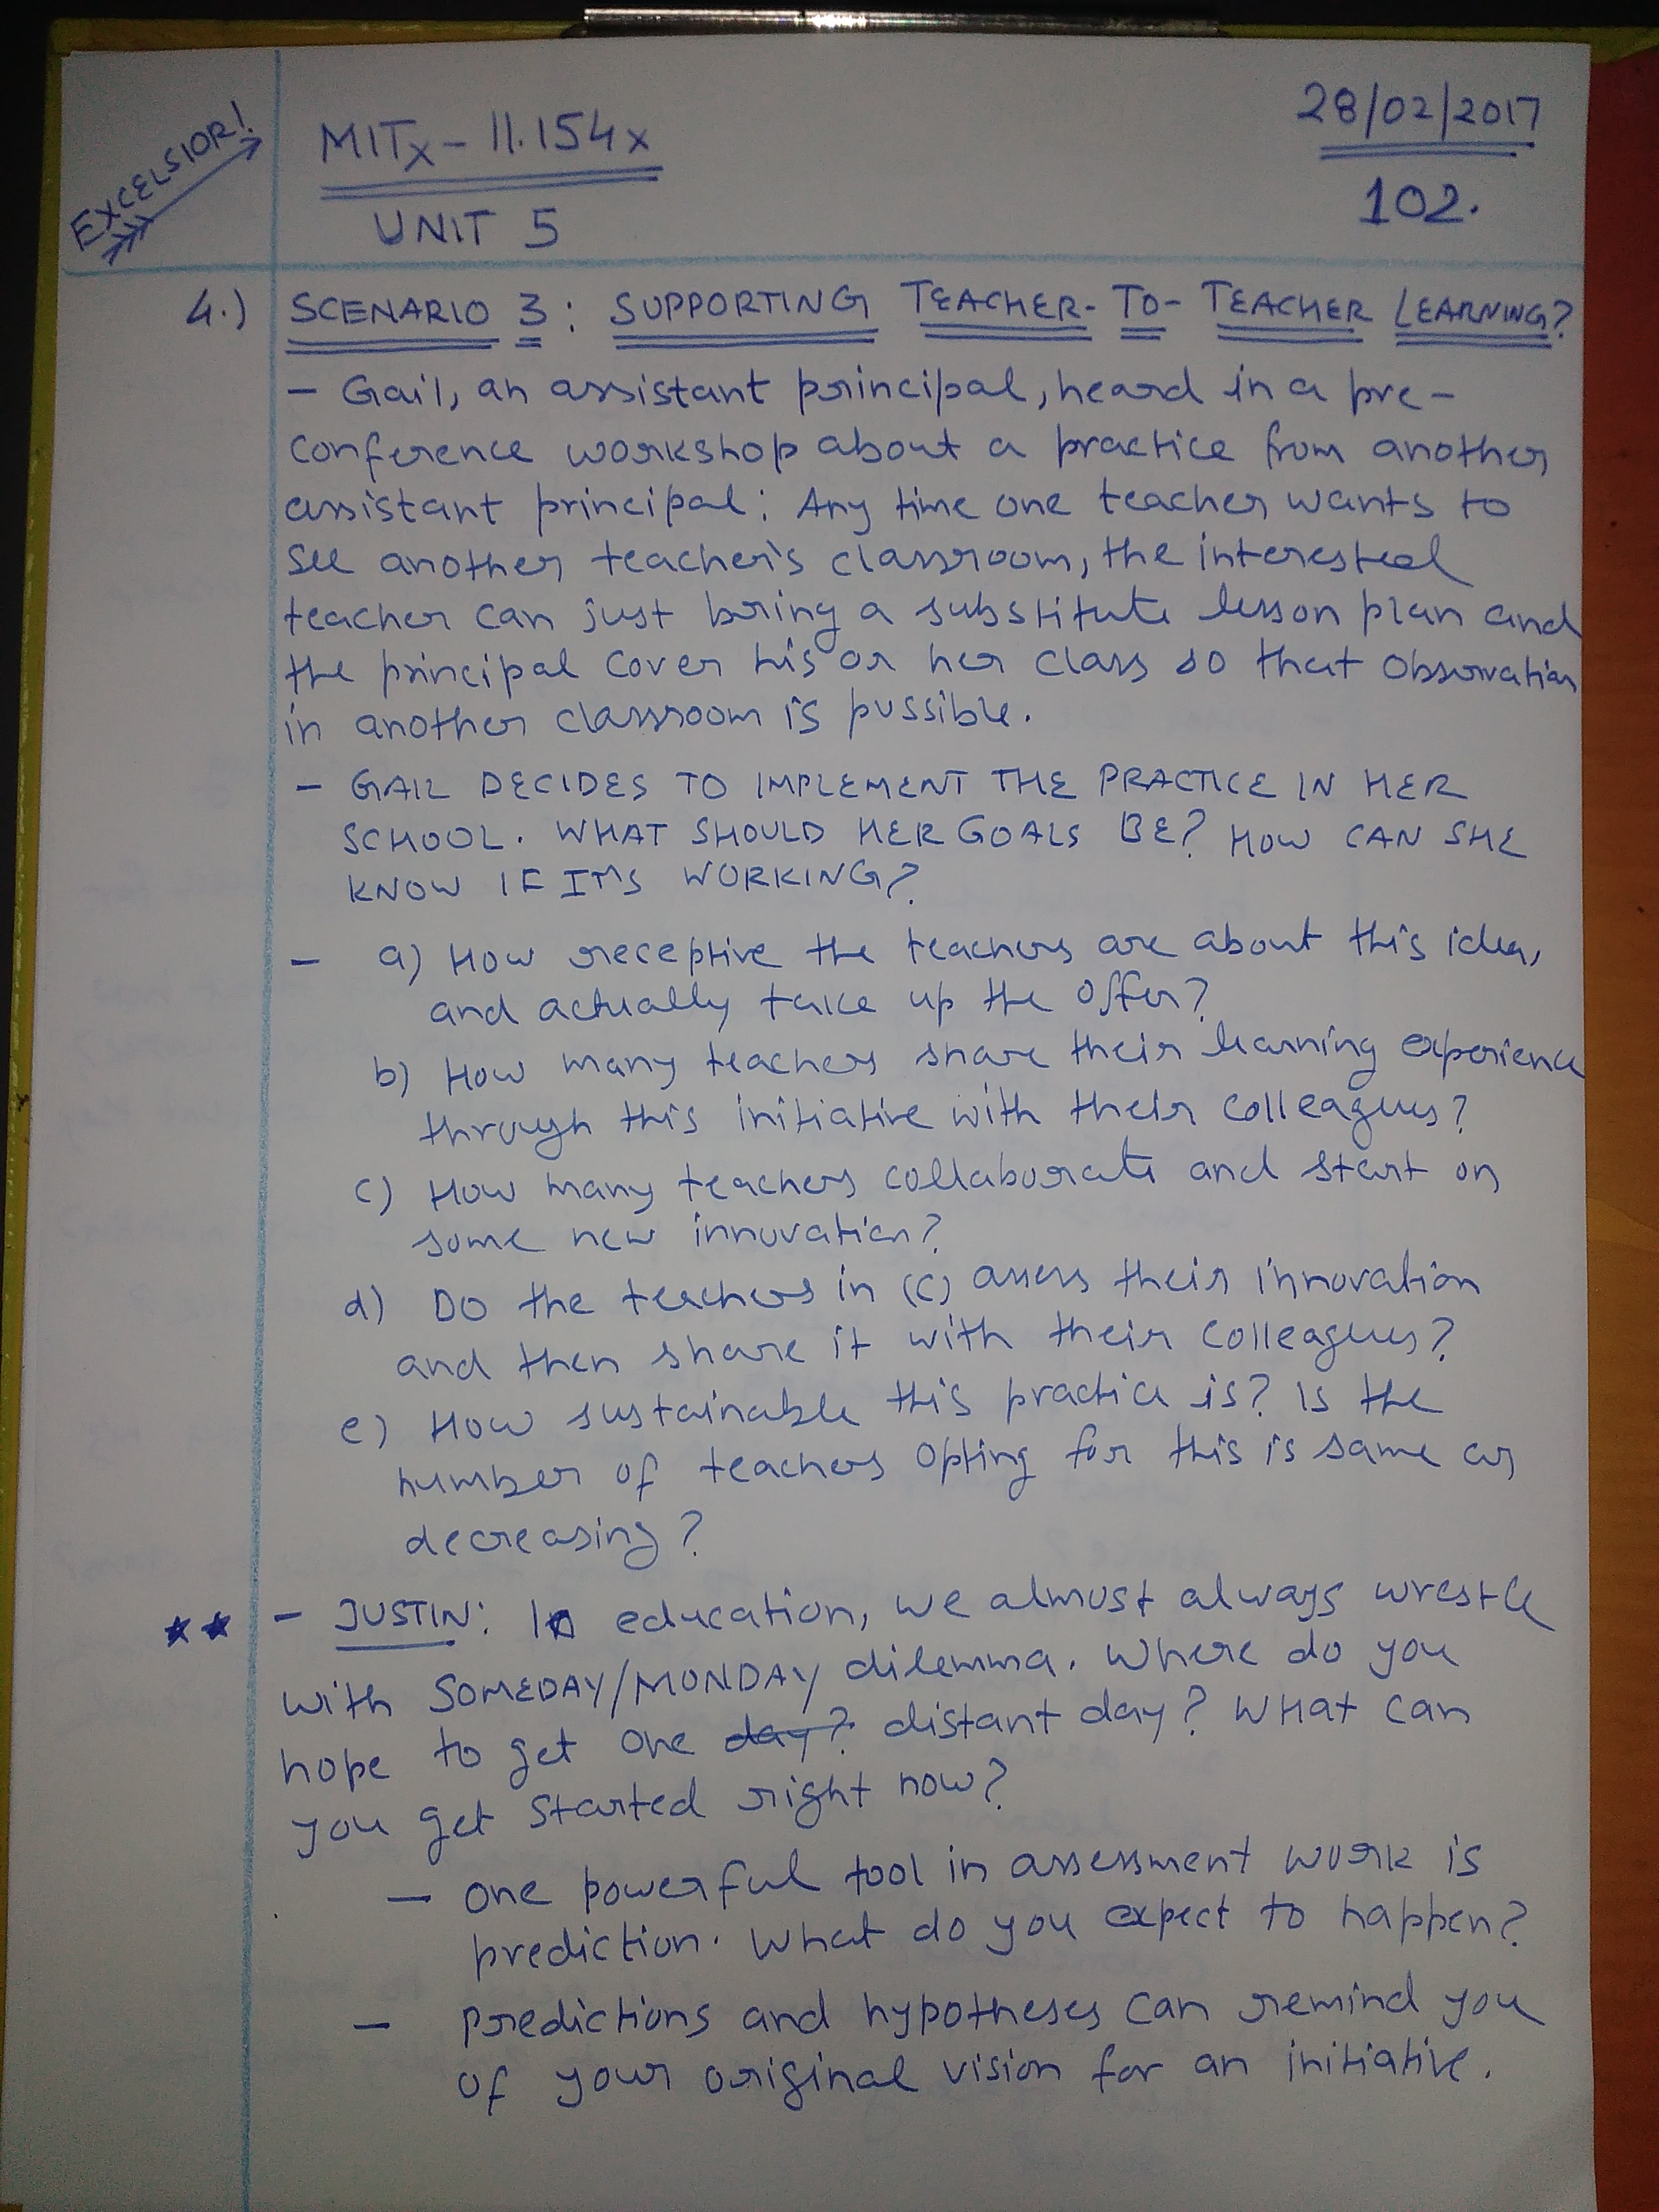 EXCELSIOR!
MITx - 11.154x
UNIT 5
28/02/2017
102.
4.) SCENARIO 3: SUPPORTING TEACHER-TO-TEACHER LEARNING?
- Gail, an assistant principal, heard in a pre-
conference workshop about a practice from another
assistant principal: Any time one teacher wants to
see another teacher's classroom, the interested
teacher can just bring a substitute lesson plan and
the principal cover his or her class so that observation
in another classroom is possible.
- GAIL DECIDES TO IMPLEMENT THE PRACTICE IN HER
SCHOOL. WHAT SHOULD HER GOALS BE? HOW CAN SHE
KNOW IF IT'S WORKING?
- a) How receptive the teachers are about this idea,
and actually take up the offer?
b) How many teachers share their learning experience
through this initiative with their colleagues?
c) How many teachers collaborate and start on
some new innovation?
d) Do the teachers in (c) assess their innovation
and then share it with their colleagues?
e) How sustainable this practice is? Is the
number of teachers opting for this is same or
decreasing?
** - JUSTIN: In education, we almost always wrestle
with SOMEDAY/MONDAY dilemma. Where do you
hope to get one day? distant day? What can
you get started right now?
- One powerful tool in assessment work is
prediction. What do you expect to happen?
- Predictions and hypotheses can remind you
of your original vision for an initiative.